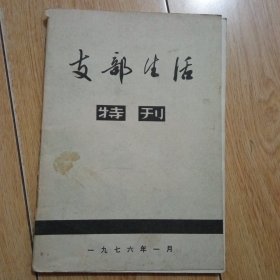 支部生活
特刊
一九七六年一月